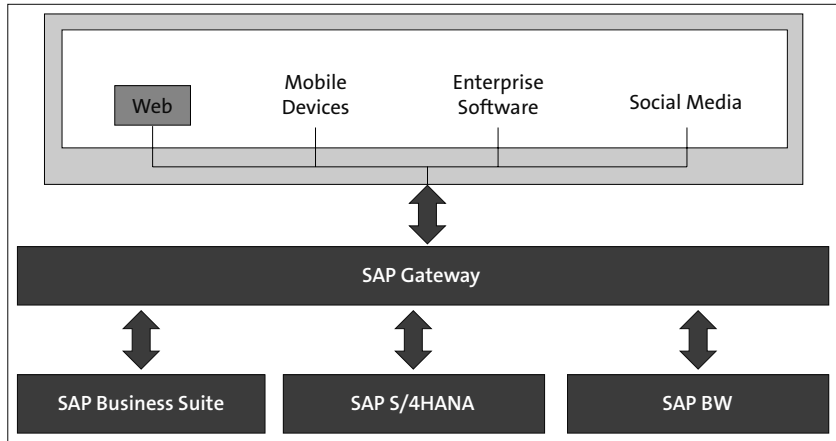 Web
Mobile
Devices
Enterprise
Software
Social Media
SAP Gateway
SAP Business Suite
SAP S/4HANA
SAP BW